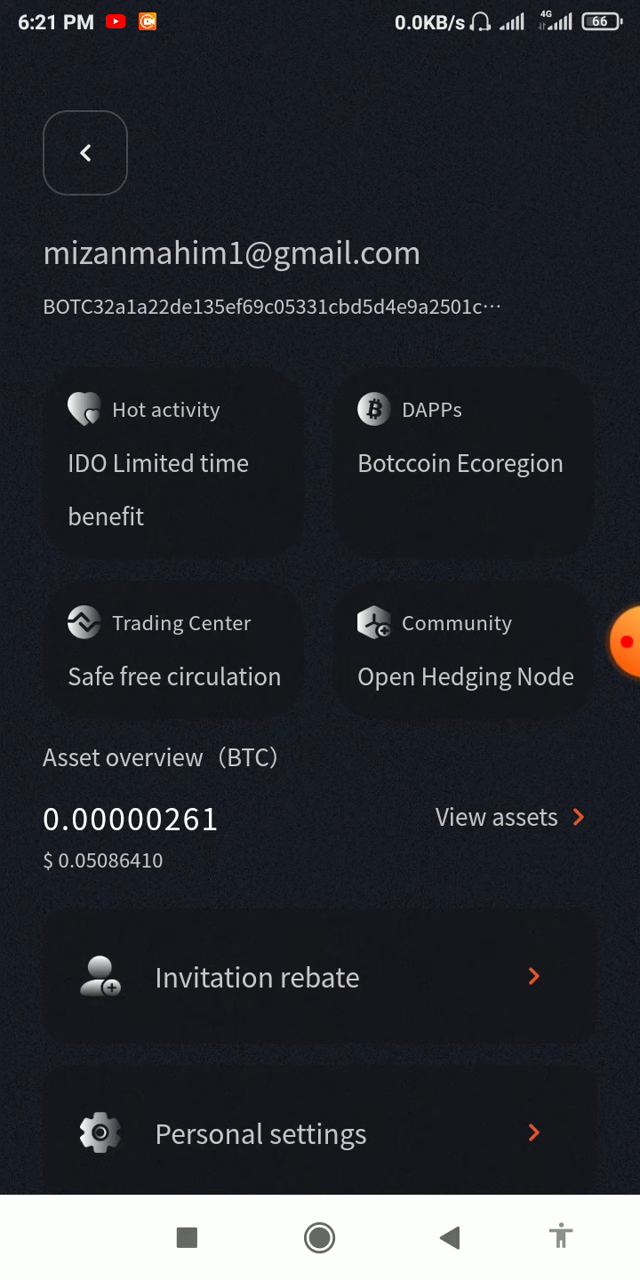 6:21 PM
0.0KB/s
4G
66
mizanmahim1@gmail.com
BOTC32a1a22de135ef69c05331cbd5d4e9a2501c···
Hot activity
IDO Limited time
benefit
DAPPs
Botccoin Ecoregion
Trading Center
Safe free circulation
Community
Open Hedging Node
Asset overview（BTC）
0.00000261
View assets
$ 0.05086410
Invitation rebate
Personal settings